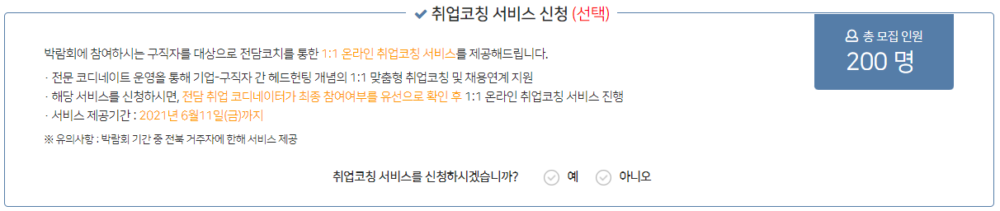 취업코칭 서비스 신청 (선택)
총 모집 인원
200 명
박람회에 참여하시는 구직자를 대상으로 전담코치를 통한 1:1 온라인 취업코칭 서비스를 제공해드립니다.
· 전문 코디네이트 운영을 통해 기업-구직자 간 헤드헌팅 개념의 1:1 맞춤형 취업코칭 및 채용연계 지원
· 해당 서비스를 신청하시면, 전담 취업 코디네이터가 최종 참여여부를 유선으로 확인 후 1:1 온라인 취업코칭 서비스 진행
· 서비스 제공기간 : 2021년 6월11일(금)까지
※ 유의사항 : 박람회 기간 중 전북 거주자에 한해 서비스 제공
취업코칭 서비스를 신청하시겠습니까? 예 아니오